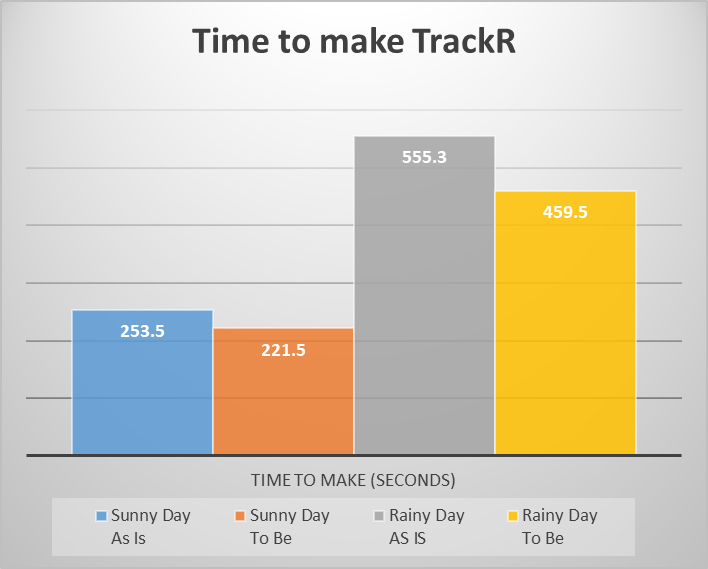 Time to make TrackR
555.3
459.5
253.5
221.5
TIME TO MAKE (SECONDS)
Sunny Day Sunny Day Rainy Day Rainy Day
As Is To Be AS IS To Be